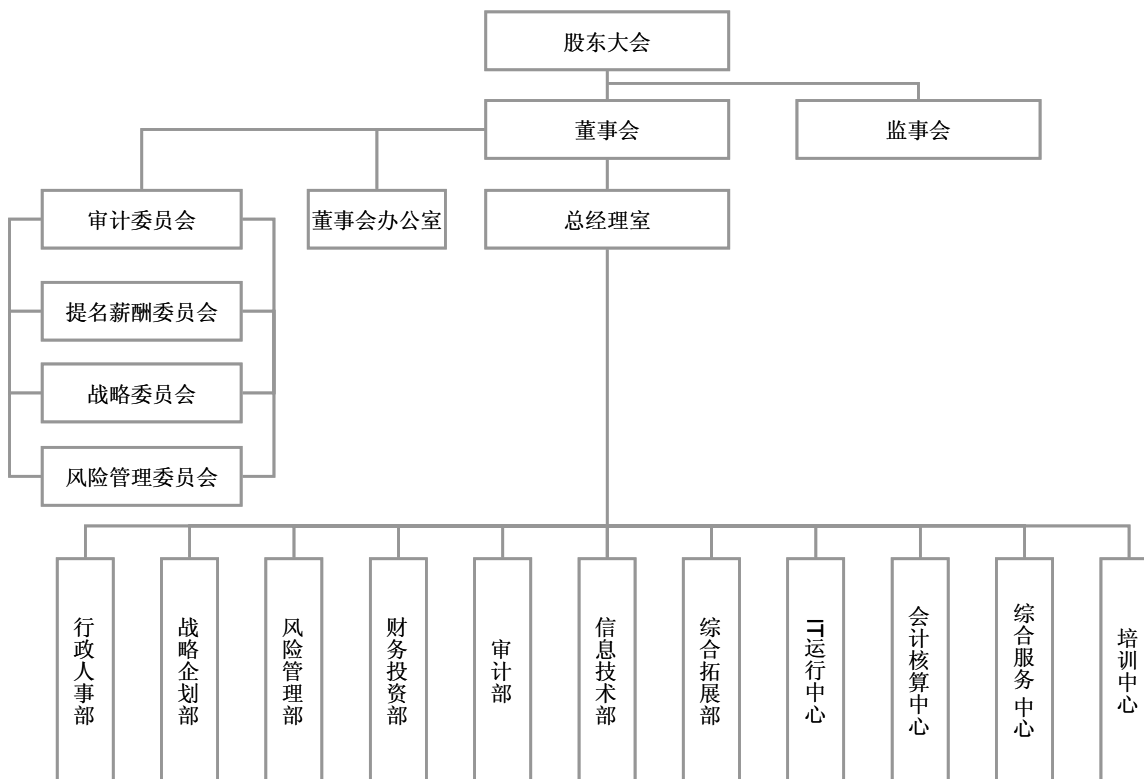 股东大会
董事会
监事会
审计委员会
董事会办公室
总经理室
提名薪酬委员会
战略委员会
风险管理委员会
行政人事部
战略企划部
风险管理部
财务投资部
审计部
信息技术部
综合拓展部
IT运行中心
会计核算中心
综合服务中心
培训中心